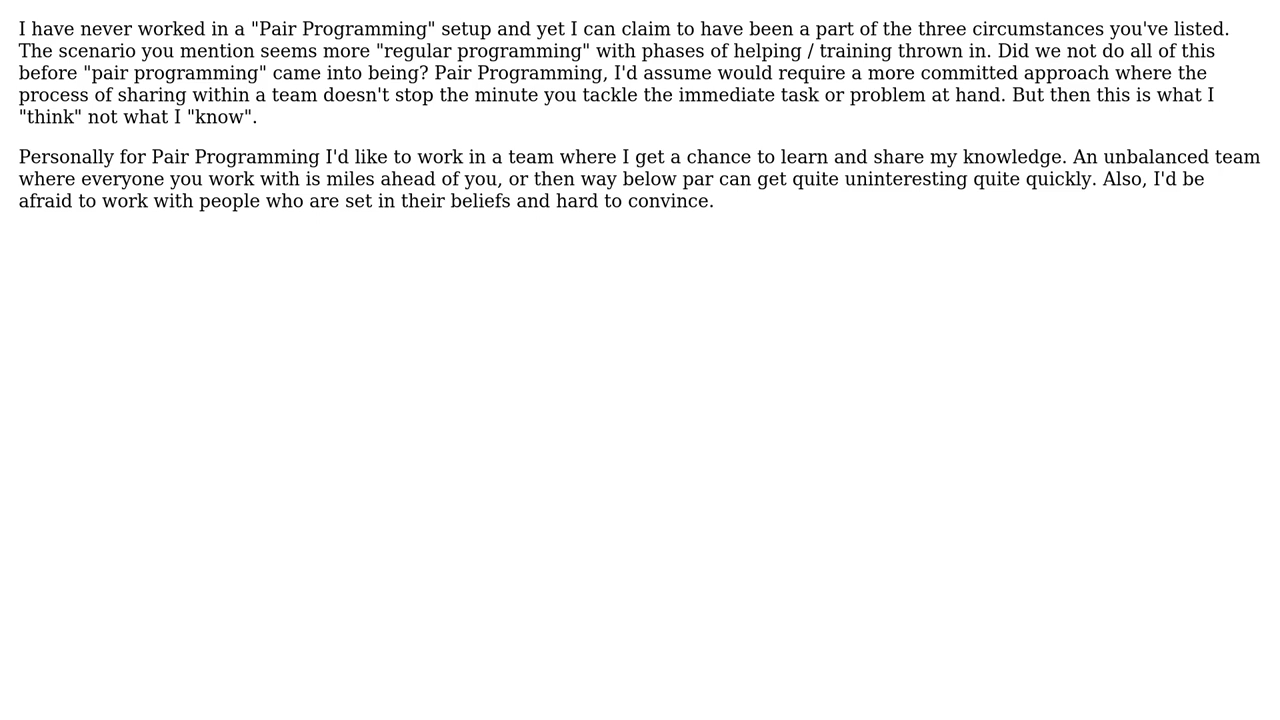 I have never worked in a "Pair Programming" setup and yet I can claim to have been a part of the three circumstances you've listed.
The scenario you mention seems more "regular programming" with phases of helping / training thrown in. Did we not do all of this
before "pair programming" came into being? Pair Programming, I'd assume would require a more committed approach where the
process of sharing within a team doesn't stop the minute you tackle the immediate task or problem at hand. But then this is what I
"think" not what I "know".
Personally for Pair Programming I'd like to work in a team where I get a chance to learn and share my knowledge. An unbalanced team
where everyone you work with is miles ahead of you, or then way below par can get quite uninteresting quite quickly. Also, I'd be
afraid to work with people who are set in their beliefs and hard to convince.